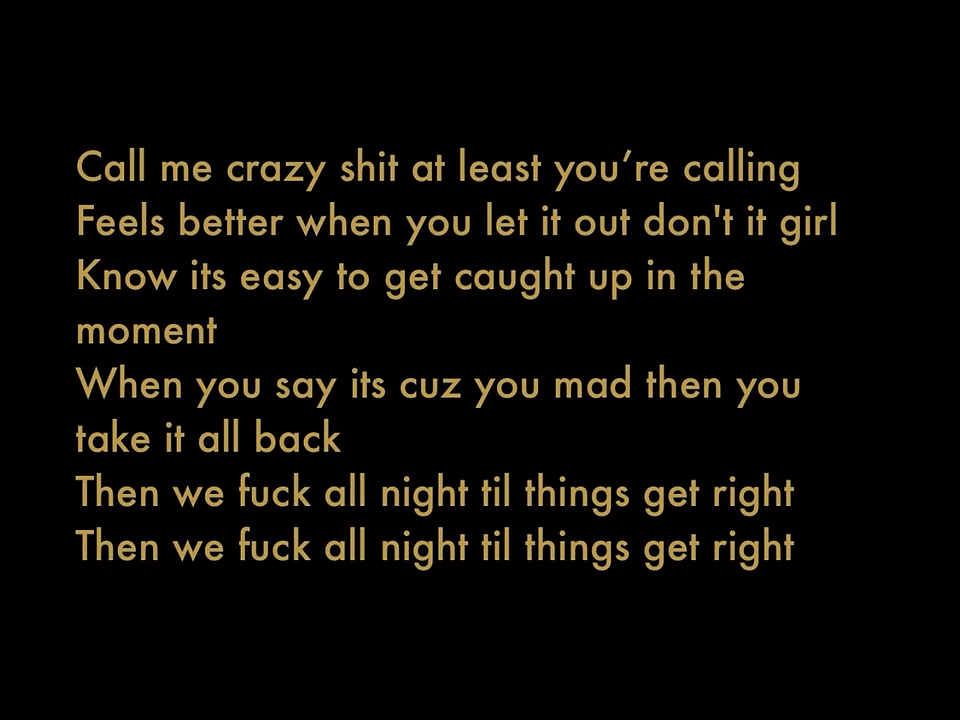 Call me crazy shit at least you’re calling
Feels better when you let it out don't it girl
Know its easy to get caught up in the
moment
When you say its cuz you mad then you
take it all back
Then we fuck all night til things get right
Then we fuck all night til things get right